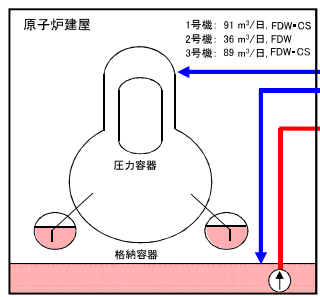 原子炉建屋
1号機: 91 m³/日, FDW・CS
2号機: 36 m³/日, FDW
3号機: 89 m³/日, FDW・CS
圧力容器
格納容器